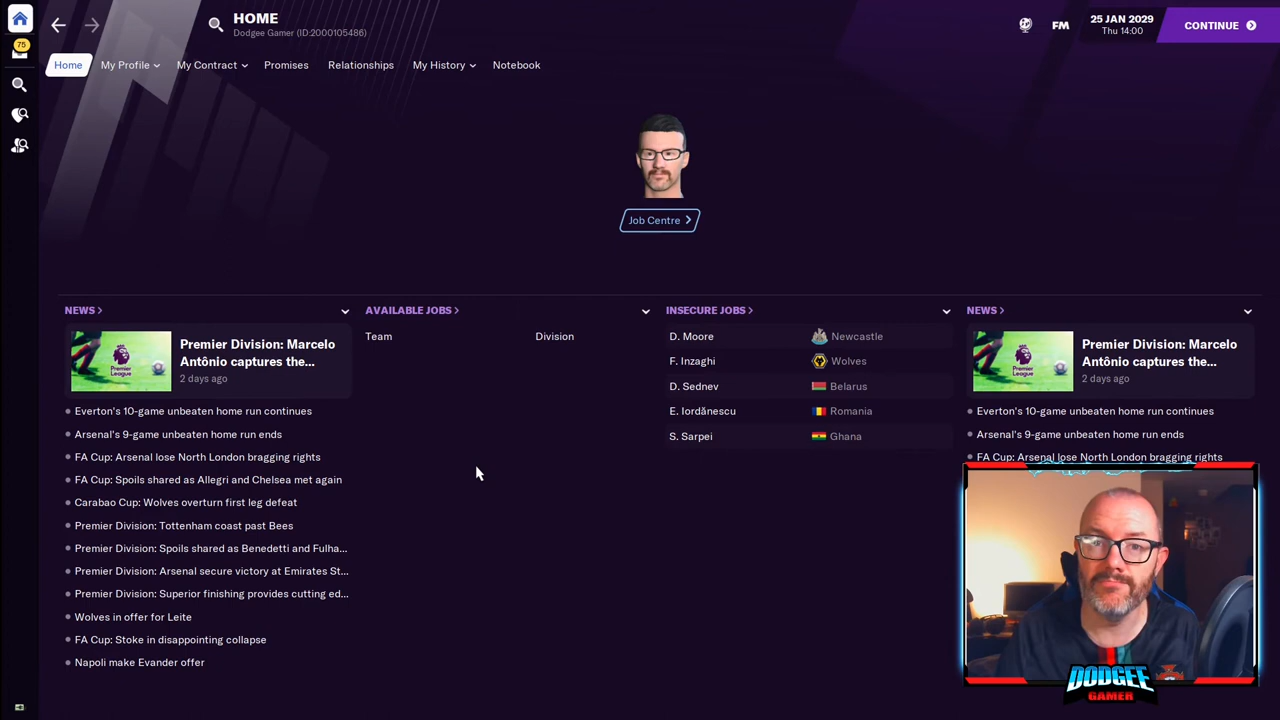 HOME
Dodgee Gamer (ID:2000105486)
FM
25 JAN 2029
Thu 14:00
CONTINUE
75
Home
My Profile
My Contract
Promises
Relationships
My History
Notebook
Job Centre
NEWS
Premier Division: Marcelo
Antônio captures the...
2 days ago
Premier
League
Everton's 10-game unbeaten home run continues
Arsenal's 9-game unbeaten home run ends
FA Cup: Arsenal lose North London bragging rights
FA Cup: Spoils shared as Allegri and Chelsea met again
Carabao Cup: Wolves overturn first leg defeat
Premier Division: Tottenham coast past Bees
Premier Division: Spoils shared as Benedetti and Fulha...
Premier Division: Arsenal secure victory at Emirates St...
Premier Division: Superior finishing provides cutting ed...
Wolves in offer for Leite
FA Cup: Stoke in disappointing collapse
Napoli make Evander offer
AVAILABLE JOBS
Team Division
INSECURE JOBS
D. Moore Newcastle
F. Inzaghi Wolves
D. Sednev Belarus
E. Iordănescu Romania
S. Sarpei Ghana
NEWS
Premier Division: Marcelo
Antônio captures the...
2 days ago
Premier
League
Everton's 10-game unbeaten home run continues
Arsenal's 9-game unbeaten home run ends
FA Cup: Arsenal lose North London bragging rights
DODGEE
GAMER